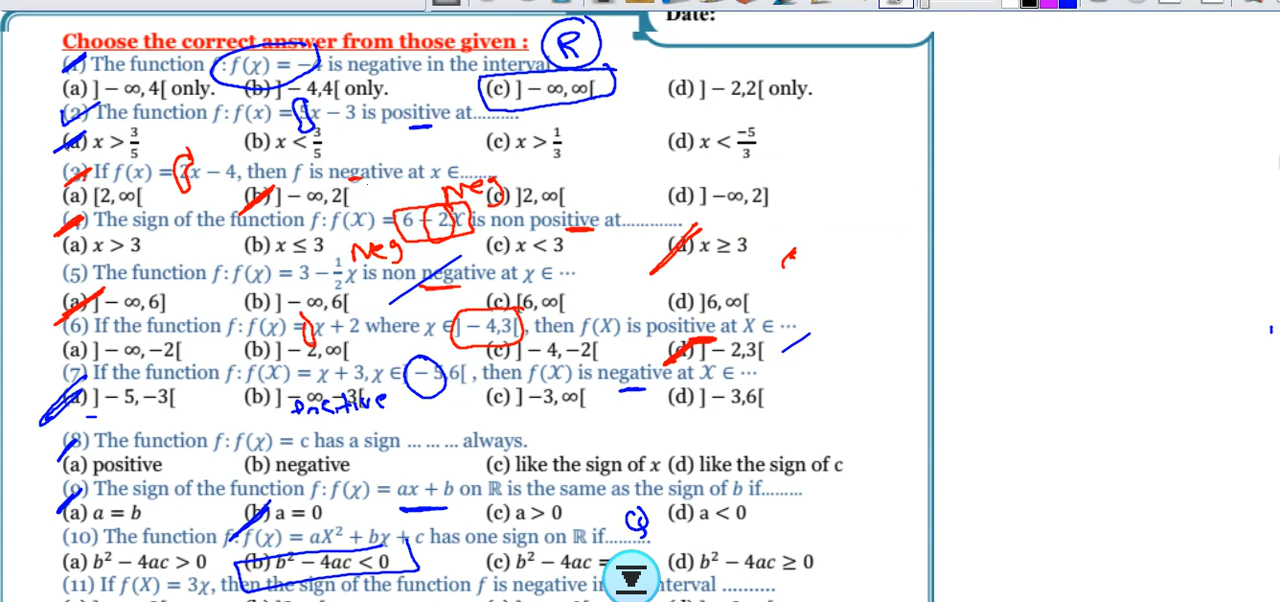 Date:
Choose the correct answer from those given :
R
(1) The function f: f(χ) = −4 is negative in the interval
(a) ] − ∞, 4[ only. (b) ] − 4,4[ only. (c) ] − ∞, ∞[ (d) ] − 2,2[ only.
(2) The function f: f(x) = 5x − 3 is positive at..........
(a) x > 3/5 (b) x < 3/5 (c) x > 1/3 (d) x < −5/3
(3) If f(x) = 2x − 4, then f is negative at x ∈.......
(a) [2, ∞[ (b) ] − ∞, 2[ (c) ]2, ∞[ (d) ] −∞, 2]
Neg
(4) The sign of the function f: f(X) = 6 − 2X is non positive at.............
(a) x > 3 (b) x ≤ 3 Neg (c) x < 3 (d) x ≥ 3
(5) The function f: f(χ) = 3 − 1/2 χ is non negative at χ ∈ ···
(a) ] − ∞, 6] (b) ] − ∞, 6[ (c) [6, ∞[ (d) ]6, ∞[
(6) If the function f: f(χ) = χ + 2 where χ ∈] − 4,3[, then f(X) is positive at X ∈ ···
(a) ] − ∞, −2[ (b) ] − 2, ∞[ (c) ] − 4, −2[ (d) ] − 2,3[
(7) If the function f: f(X) = χ + 3, χ ∈] − 5,6[ , then f(X) is negative at X ∈ ···
(a) ] − 5, −3[ (b) ] − ∞, −3[ (c) ] −3, ∞[ (d) ] − 3,6[
positive
(8) The function f: f(χ) = c has a sign ... ... ... always.
(a) positive (b) negative (c) like the sign of x (d) like the sign of c
(9) The sign of the function f: f(χ) = ax + b on ℝ is the same as the sign of b if.........
(a) a = b (b) a = 0 (c) a > 0 (d) a < 0
(10) The function f: f(χ) = aX² + bχ + c has one sign on ℝ if.........
(a) b² − 4ac > 0 (b) b² − 4ac < 0 (c) b² − 4ac = (d) b² − 4ac ≥ 0
(11) If f(X) = 3χ, then the sign of the function f is negative in interval ..........